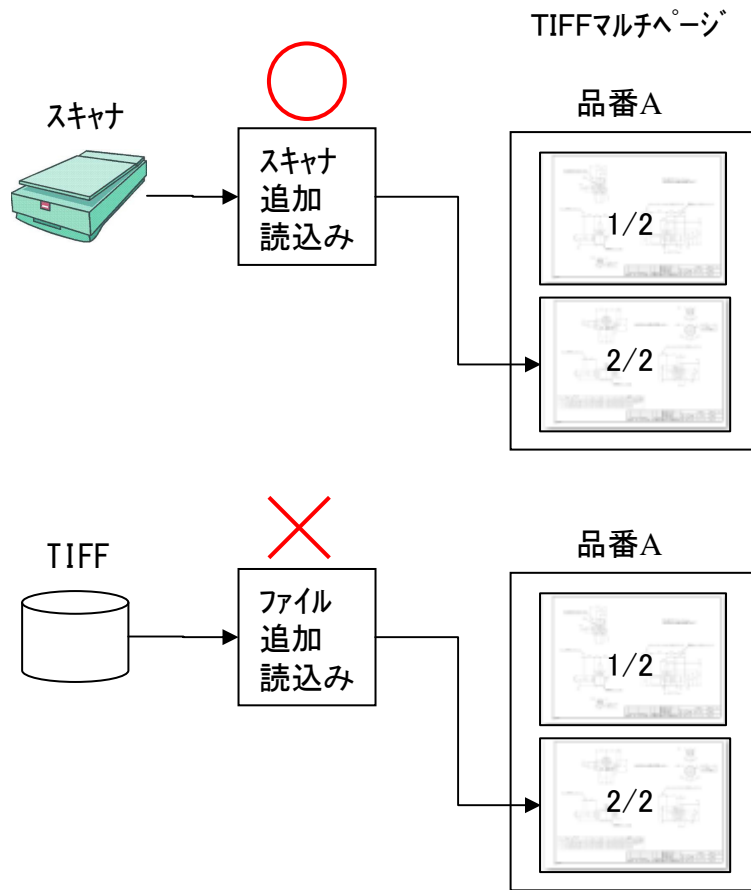 TIFFマルチページ
品番A
スキャナ
スキャナ
追加
読込み
1/2
2/2
品番A
TIFF
ファイル
追加
読込み
1/2
2/2